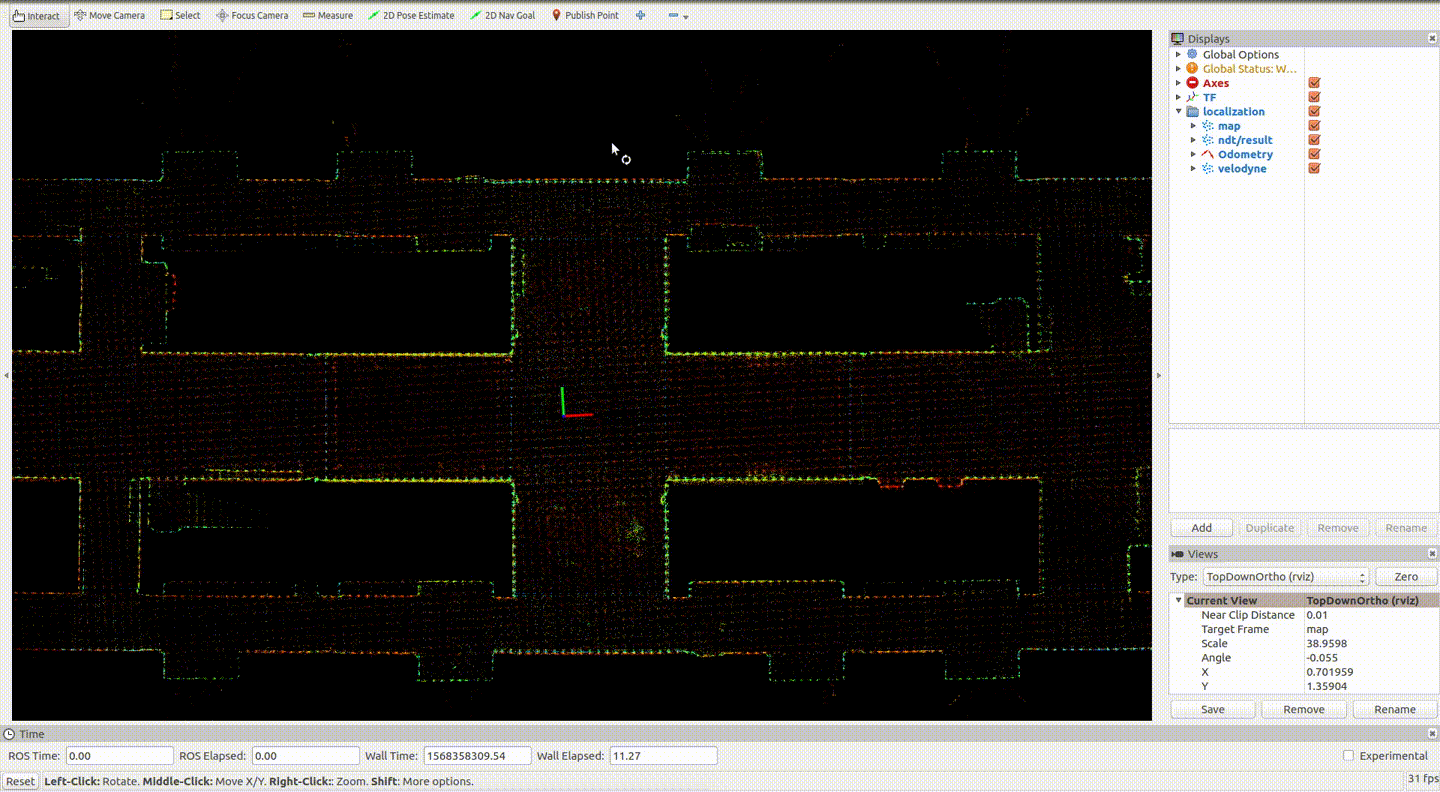 Interact Move Camera Select Focus Camera Measure 2D Pose Estimate 2D Nav Goal Publish Point
Displays
Global Options
Global Status: W...
Axes
TF
localization
map
ndt/result
Odometry
velodyne
Add Duplicate Remove Rename
Views
Type: TopDownOrtho (rviz) Zero
Current View TopDownOrtho (rviz)
Near Clip Distance 0.01
Target Frame map
Scale 38.9598
Angle -0.055
X 0.701959
Y 1.35904
Save Remove Rename
Time
ROS Time: 0.00 ROS Elapsed: 0.00 Wall Time: 1568358309.54 Wall Elapsed: 11.27 Experimental
Reset Left-Click: Rotate. Middle-Click: Move X/Y. Right-Click:: Zoom. Shift: More options. 31 fps